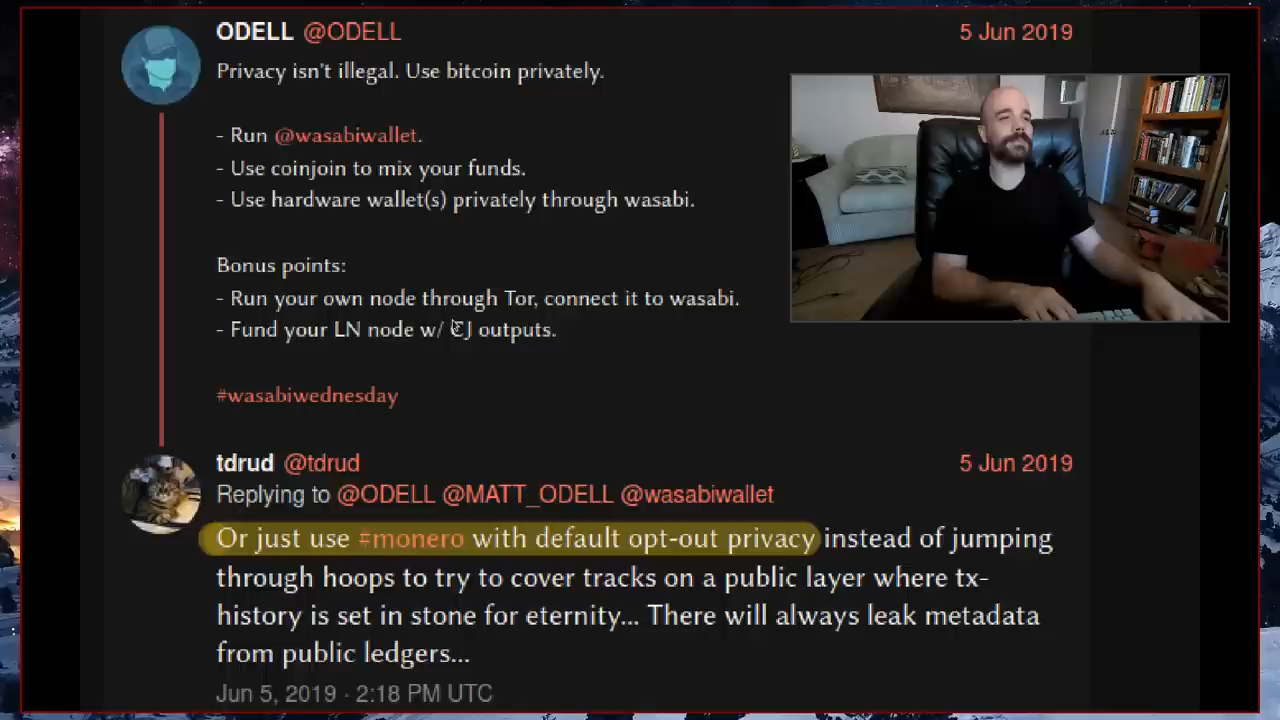 ODELL @ODELL 5 Jun 2019
Privacy isn't illegal. Use bitcoin privately.
- Run @wasabiwallet.
- Use coinjoin to mix your funds.
- Use hardware wallet(s) privately through wasabi.
Bonus points:
- Run your own node through Tor, connect it to wasabi.
- Fund your LN node w/ CJ outputs.
#wasabiwednesday
tdrud @tdrud 5 Jun 2019
Replying to @ODELL @MATT_ODELL @wasabiwallet
Or just use #monero with default opt-out privacy instead of jumping
through hoops to try to cover tracks on a public layer where tx-
history is set in stone for eternity... There will always leak metadata
from public ledgers...
Jun 5, 2019 · 2:18 PM UTC